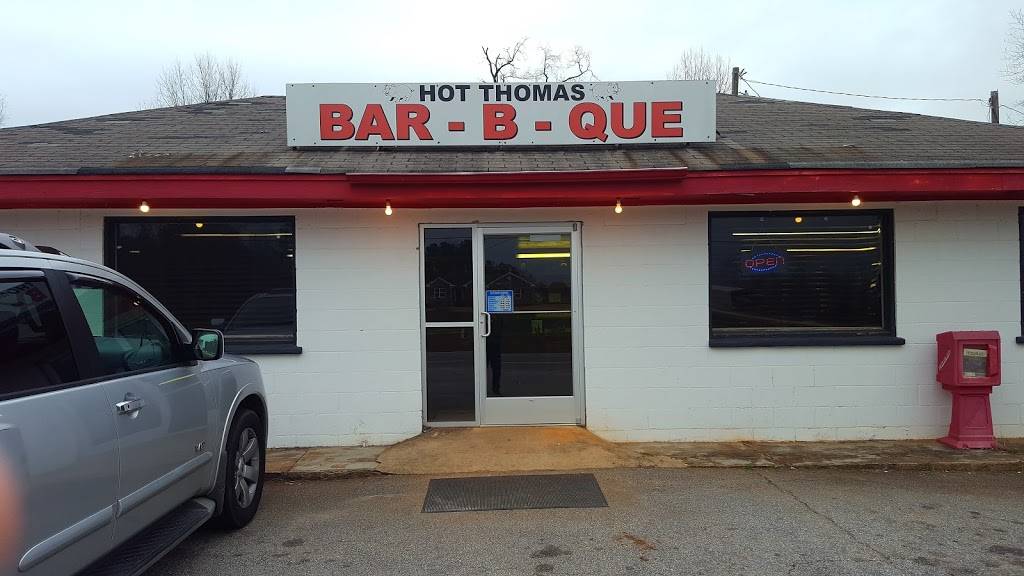 HOT THOMAS
BAR - B - QUE
OPEN